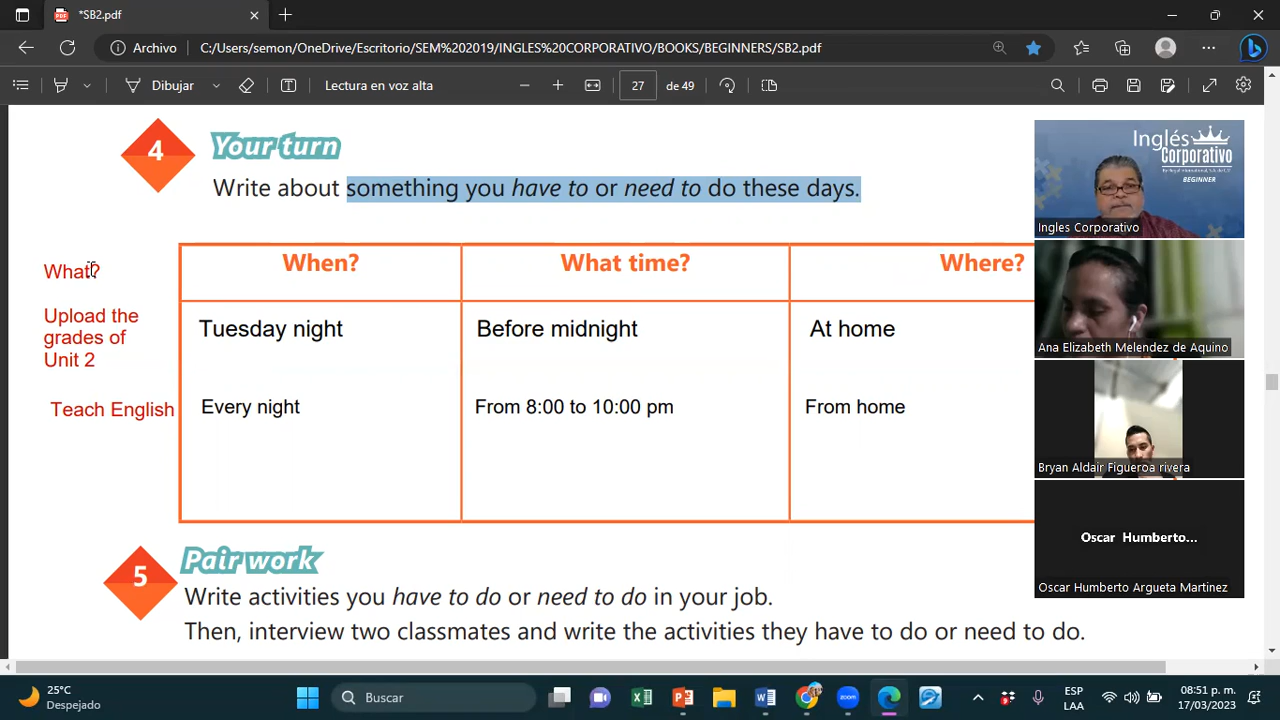 *SB2.pdf
Archivo C:/Users/semon/OneDrive/Escritorio/SEM%202019/INGLES%20CORPORATIVO/BOOKS/BEGINNERS/SB2.pdf
Dibujar Lectura en voz alta 27 de 49
4 Your turn
Write about something you have to or need to do these days.
What? When? What time? Where?
Upload the
grades of
Unit 2
Tuesday night Before midnight At home
Teach English Every night From 8:00 to 10:00 pm From home
5 Pair work
Write activities you have to do or need to do in your job.
Then, interview two classmates and write the activities they have to do or need to do.
Inglés
Corporativo
BEGINNER
Ingles Corporativo
Ana Elizabeth Melendez de Aquino
Bryan Aldair Figueroa rivera
Oscar Humberto...
Oscar Humberto Argueta Martinez
25°C
Despejado
Buscar
ESP
LAA
08:51 p. m.
17/03/2023